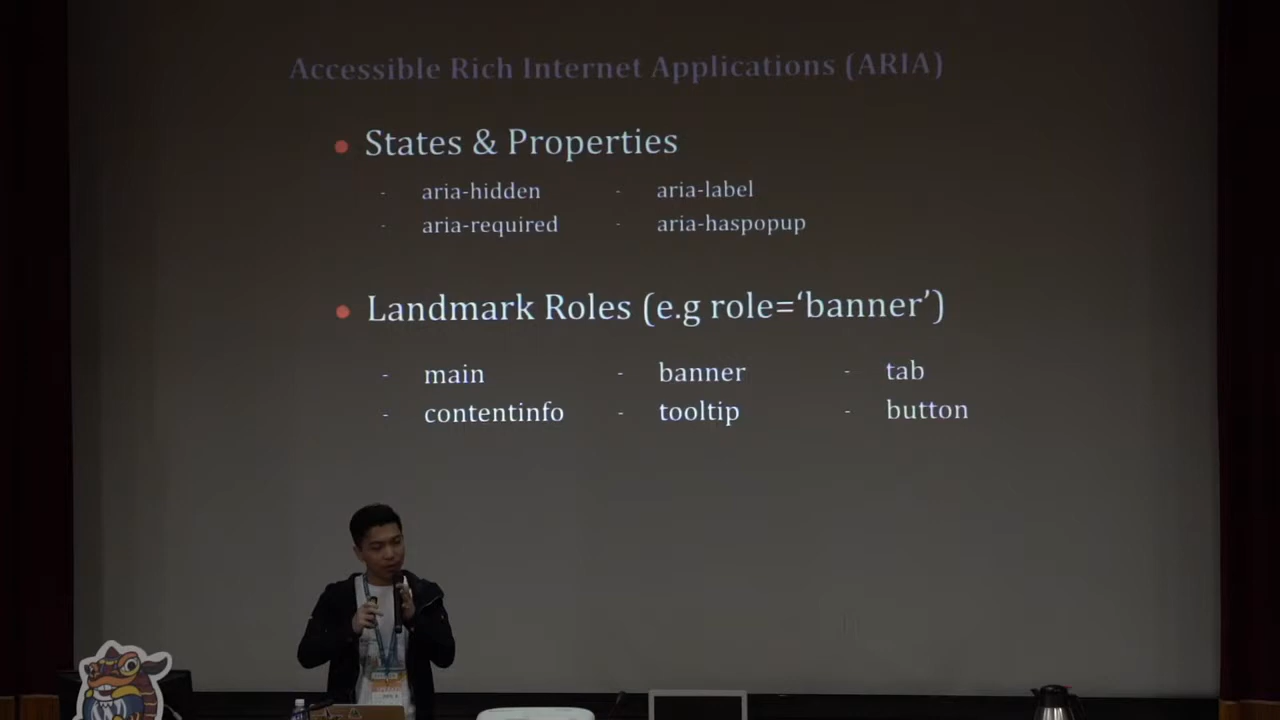 Accessible Rich Internet Applications (ARIA)
States & Properties
- aria-hidden - aria-label
- aria-required - aria-haspopup
Landmark Roles (e.g role=‘banner’)
- main - banner - tab
- contentinfo - tooltip - button